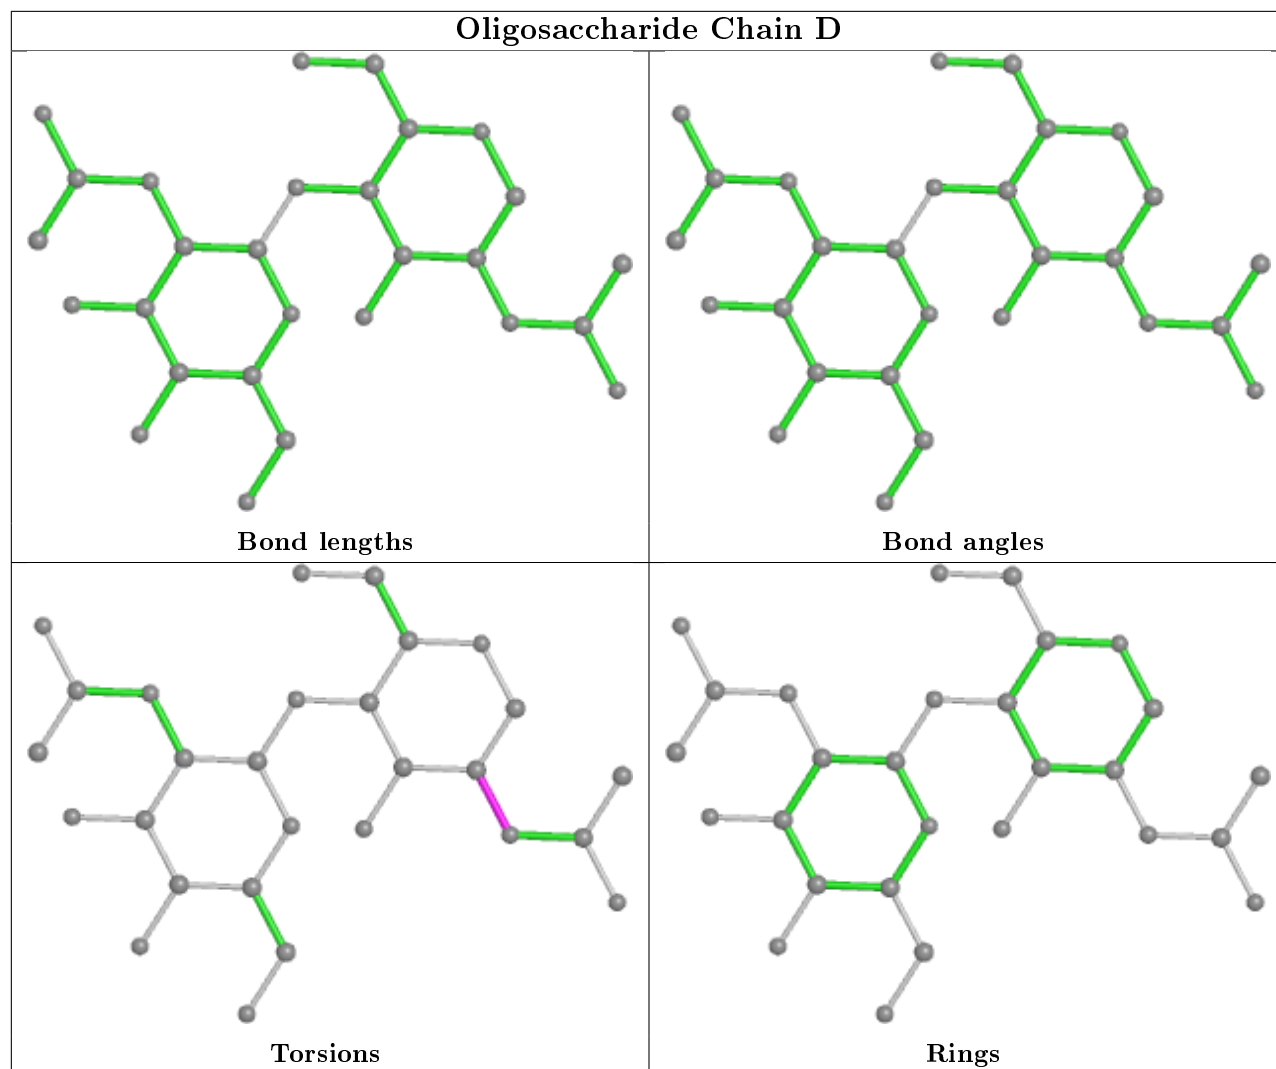 Oligosaccharide Chain D
Bond lengths
Bond angles
Torsions
Rings